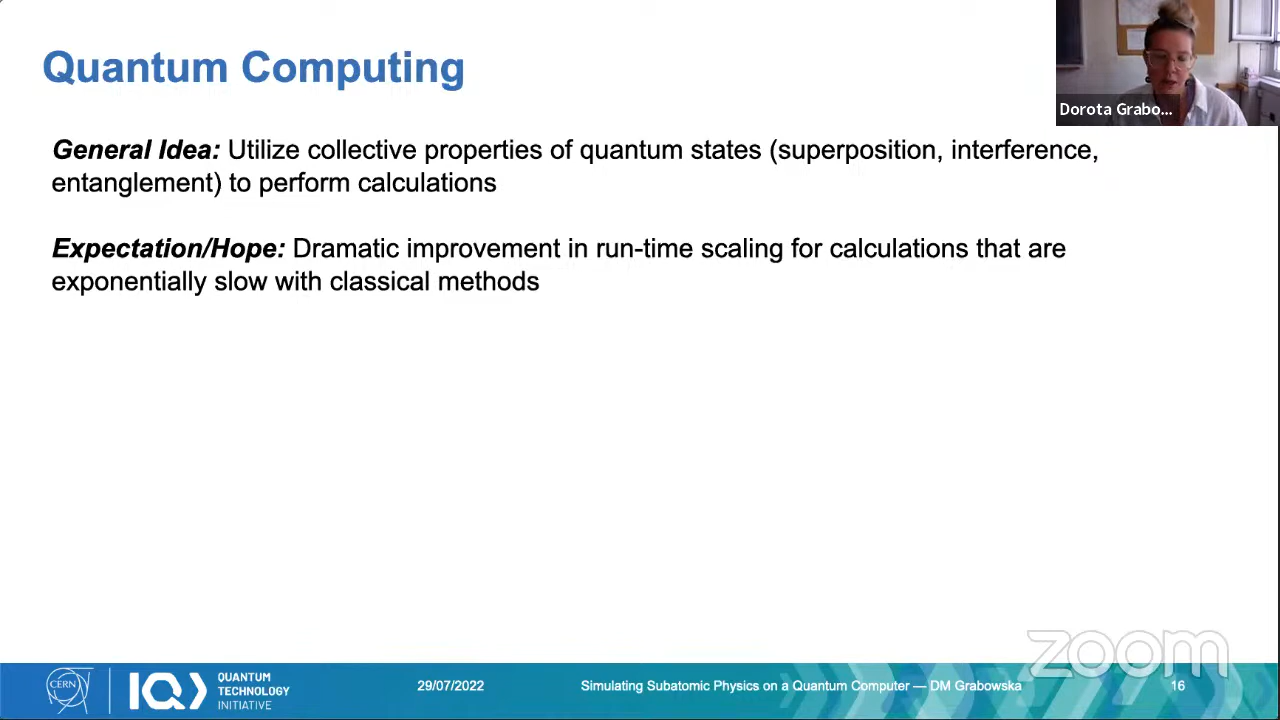 Quantum Computing
Dorota Grabo...
General Idea: Utilize collective properties of quantum states (superposition, interference,
entanglement) to perform calculations
Expectation/Hope: Dramatic improvement in run-time scaling for calculations that are
exponentially slow with classical methods
zoom
CERN
QUANTUM
TECHNOLOGY
INITIATIVE
29/07/2022
Simulating Subatomic Physics on a Quantum Computer — DM Grabowska
16